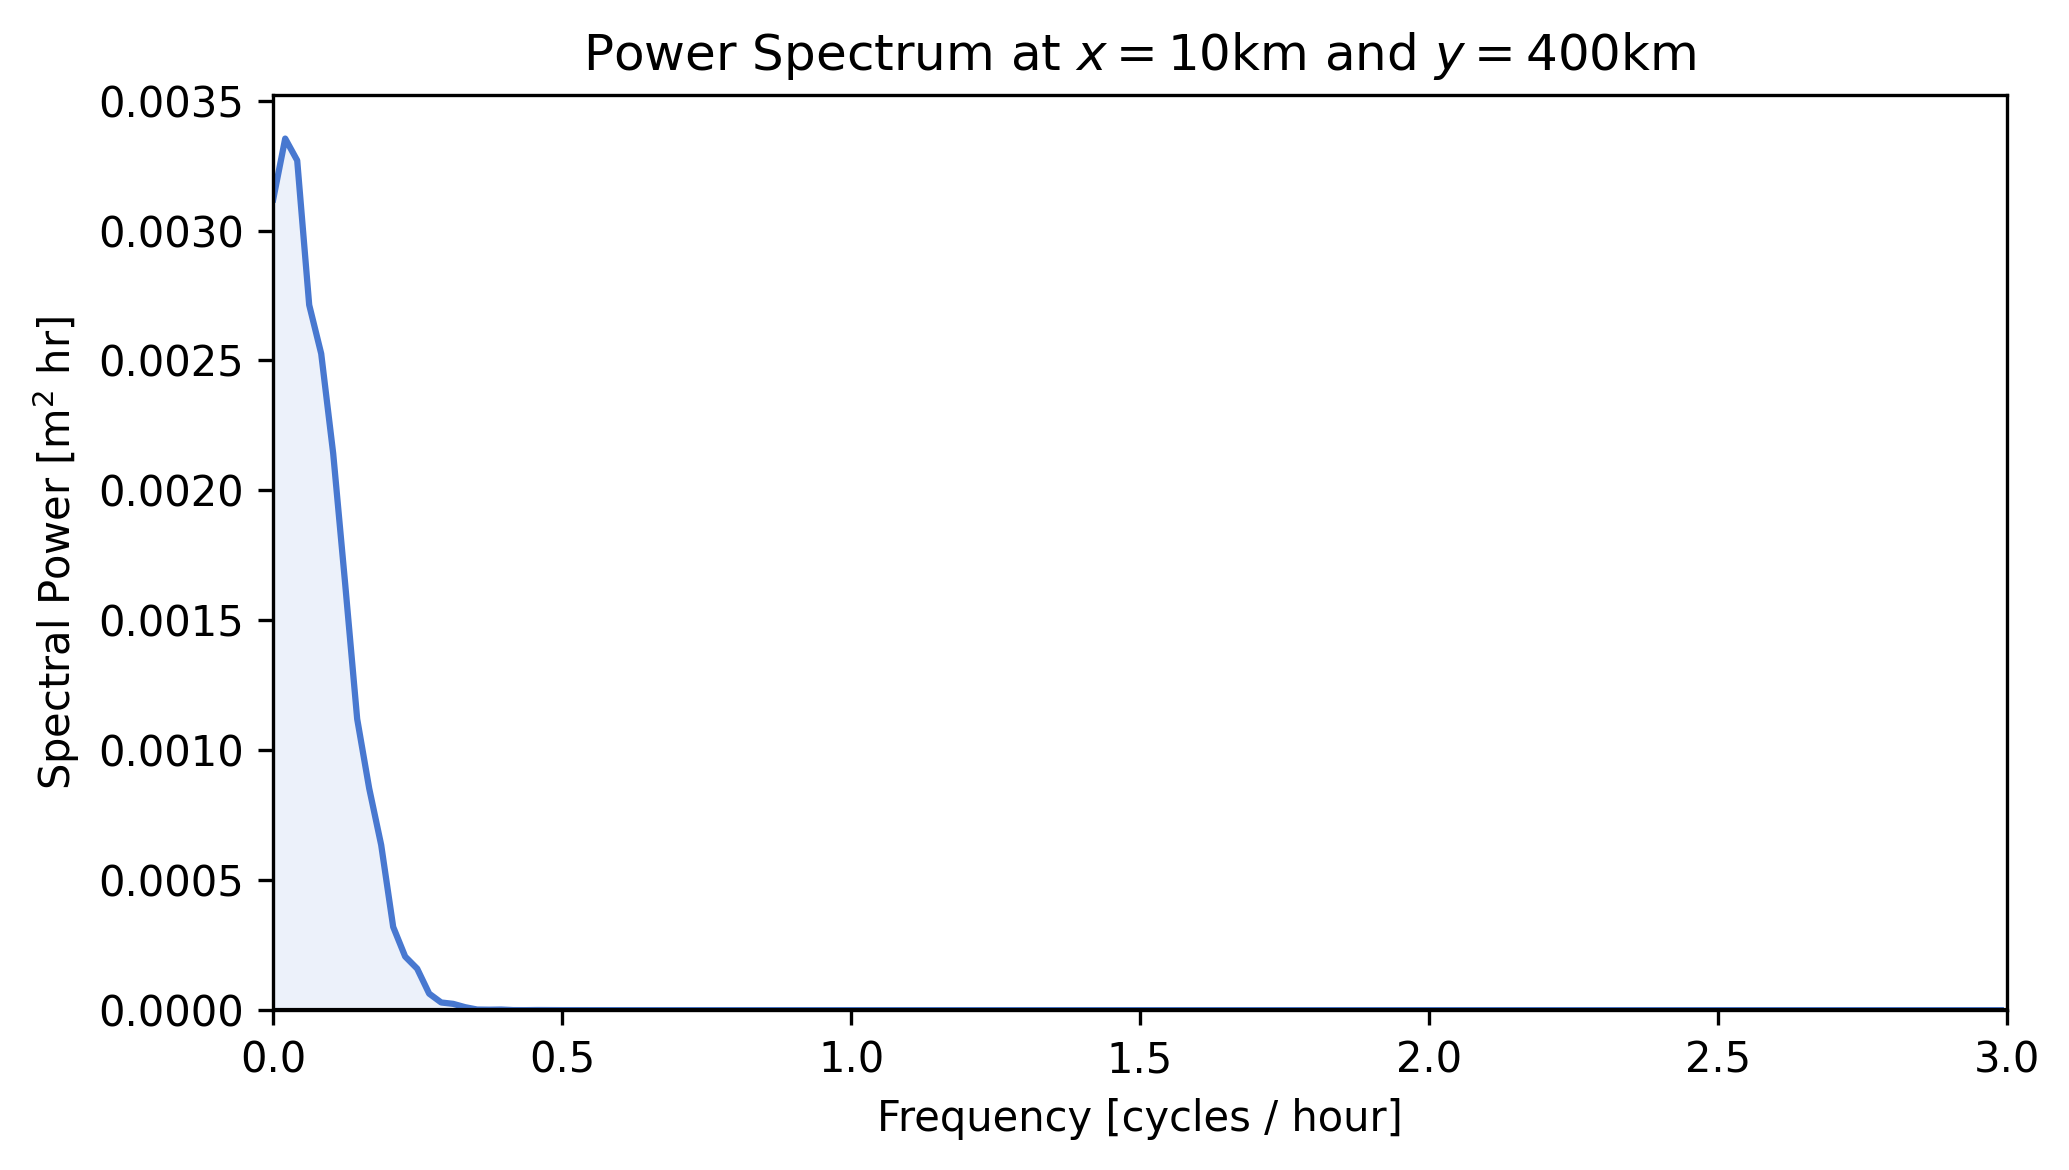 Power Spectrum at x = 10km and y = 400km
Spectral Power [m² hr]
0.0035
0.0030
0.0025
0.0020
0.0015
0.0010
0.0005
0.0000
0.0 0.5 1.0 1.5 2.0 2.5 3.0
Frequency [cycles / hour]